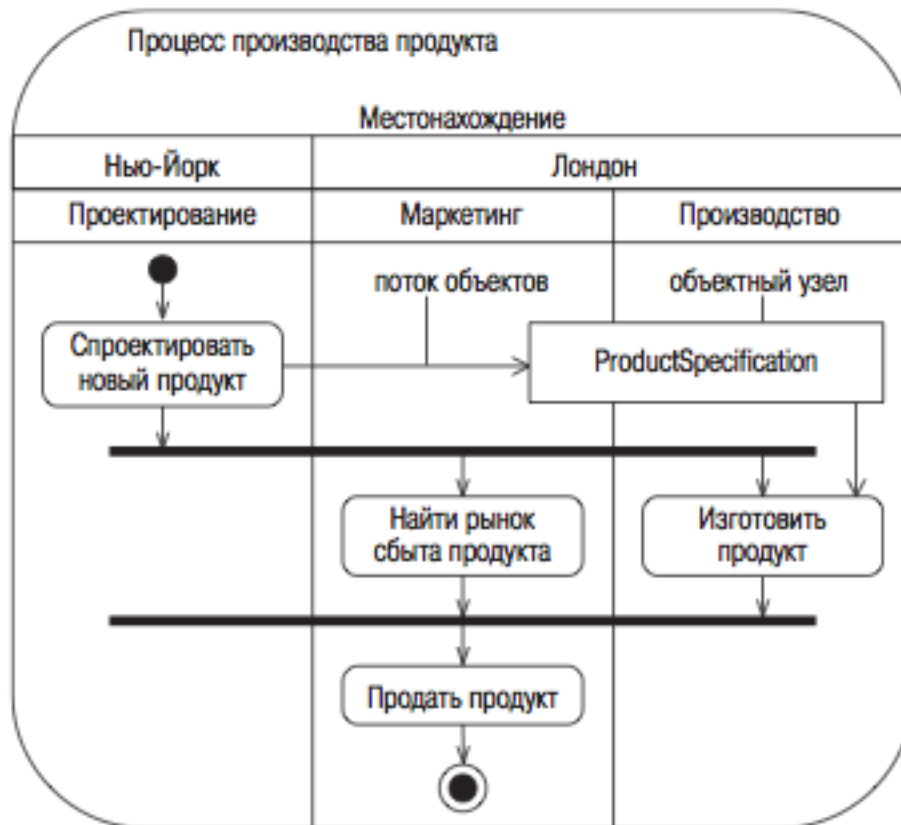 Процесс производства продукта
Местонахождение
Нью-Йорк
Лондон
Проектирование
Маркетинг
Производство
поток объектов
объектный узел
Спроектировать
новый продукт
ProductSpecification
Найти рынок
сбыта продукта
Изготовить
продукт
Продать продукт